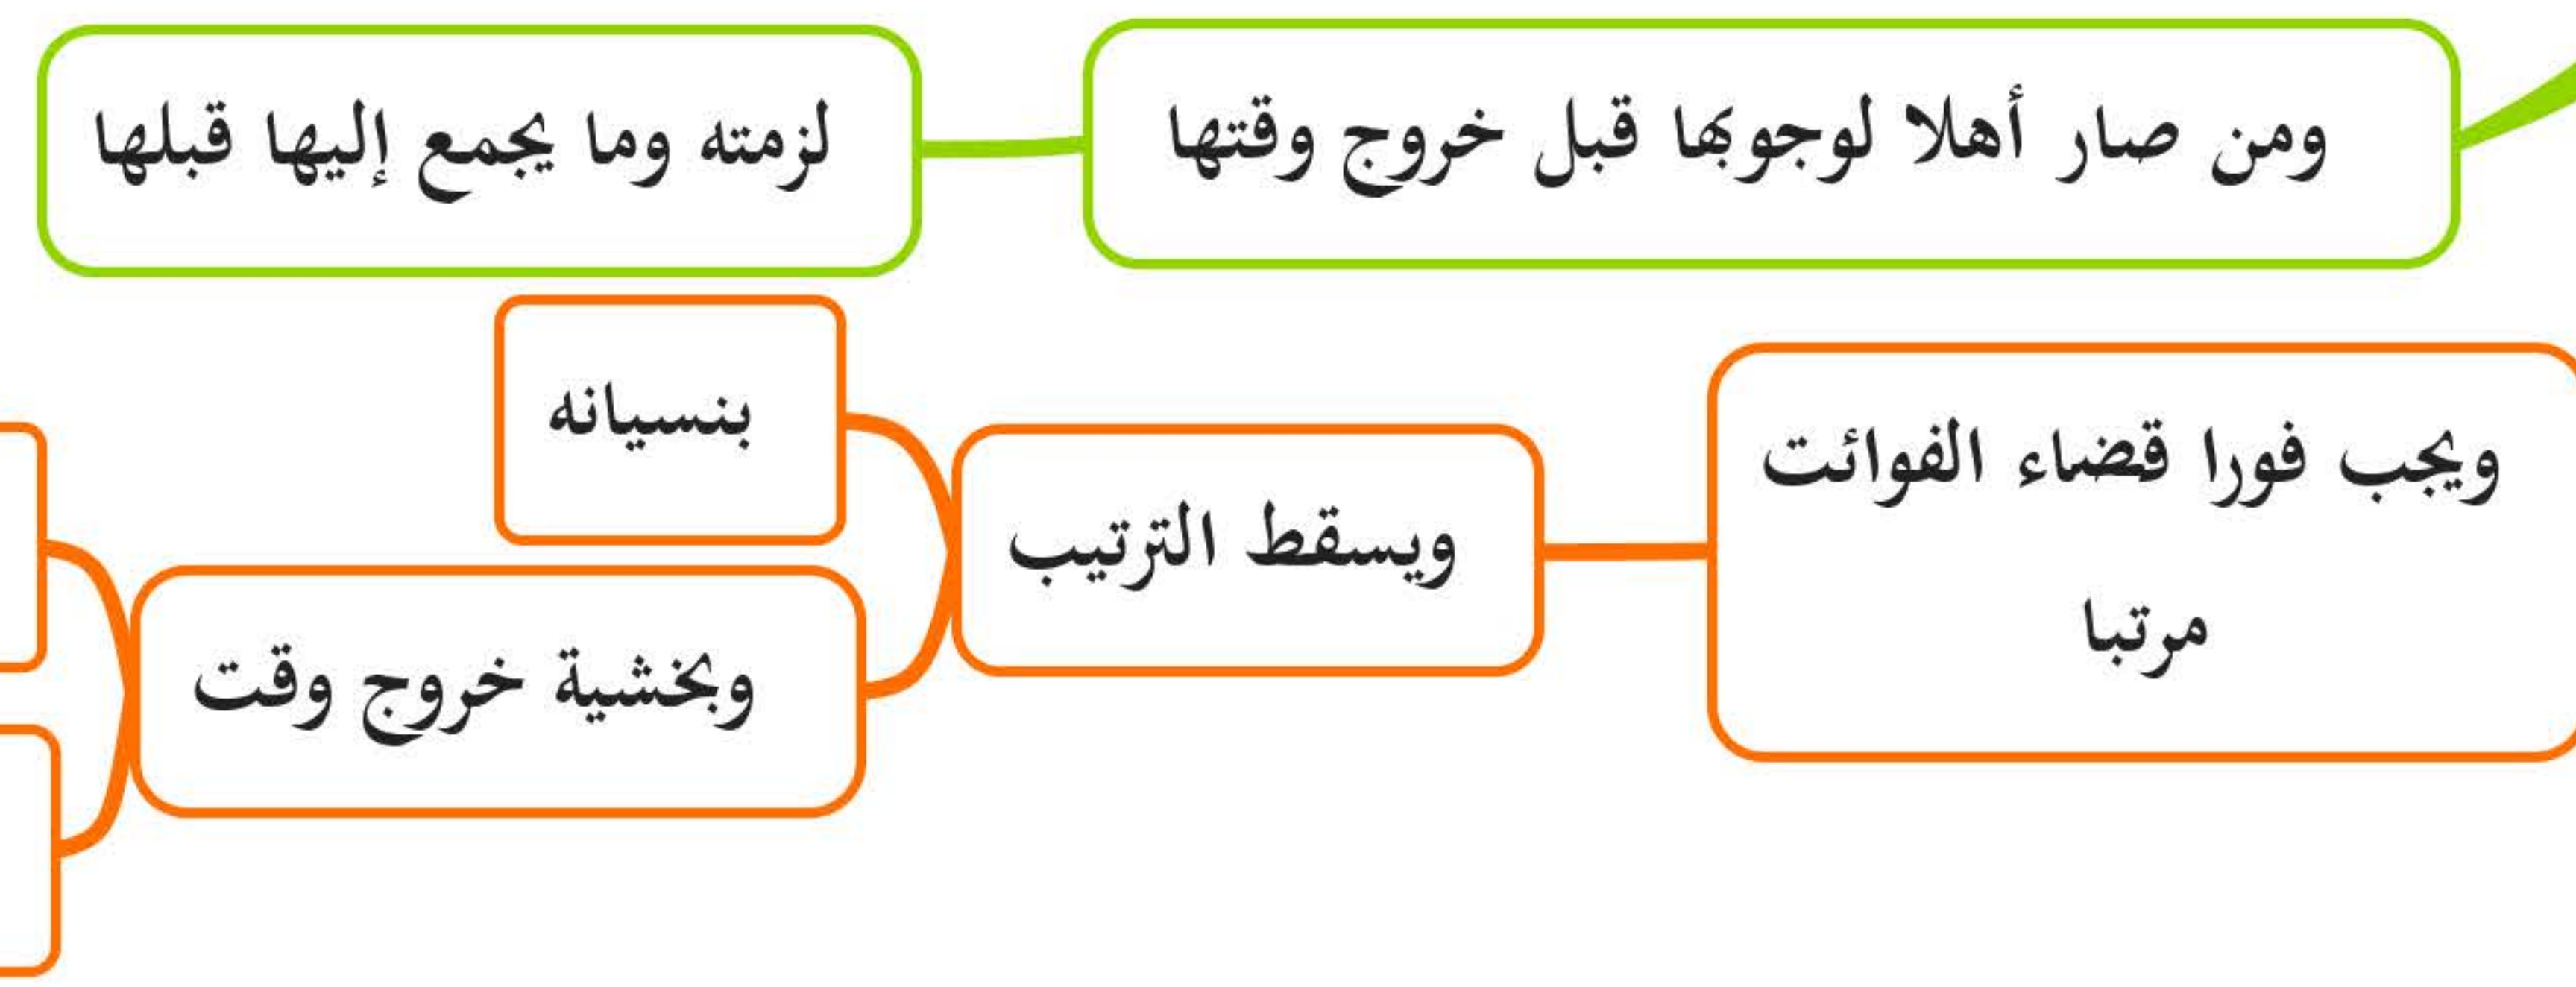 ومن صار أهلا لوجوبها قبل خروج وقتها
لزمته وما يجمع إليها قبلها
ويجب فورا قضاء الفوائت
مرتبا
ويسقط الترتيب
بنسيانه
وبخشية خروج وقت